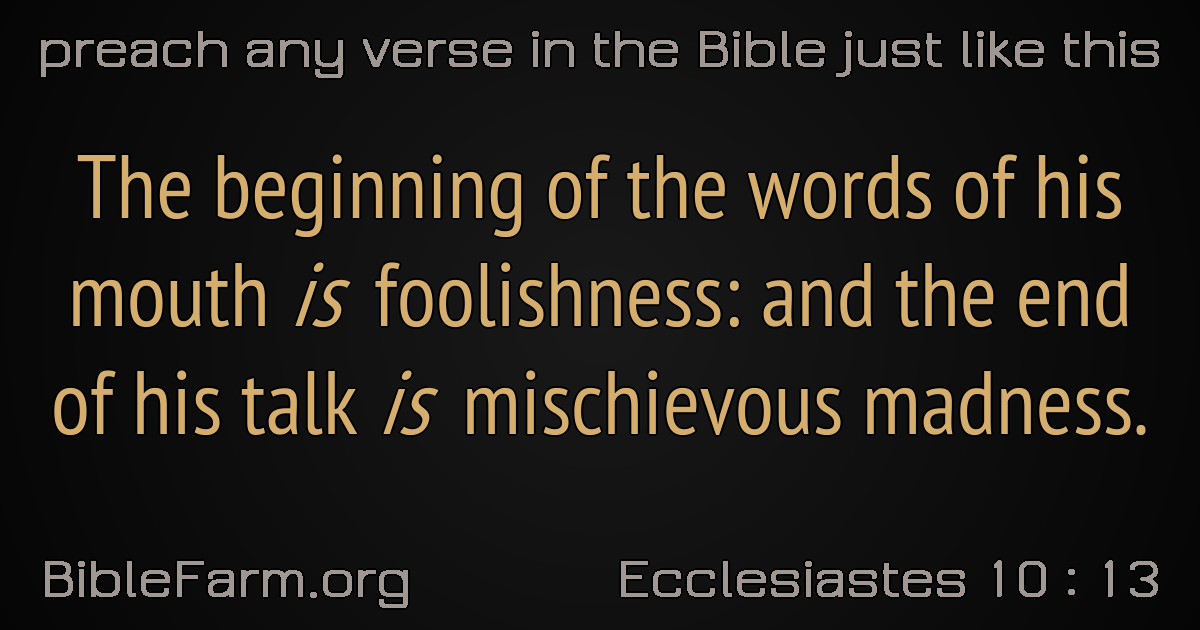 preach any verse in the Bible just like this
The beginning of the words of his
mouth is foolishness: and the end
of his talk is mischievous madness.
BibleFarm.org
Ecclesiastes 10 : 13